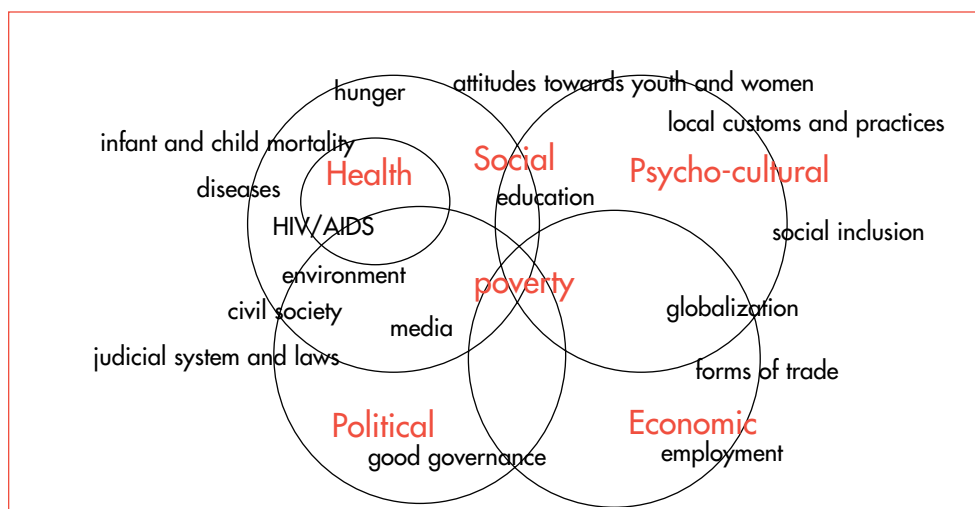 attitudes towards youth and women
hunger
local customs and practices
infant and child mortality
Social
Psycho-cultural
Health
diseases
education
HIV/AIDS
social inclusion
environment
poverty
civil society
globalization
media
judicial system and laws
forms of trade
Political
Economic
good governance
employment